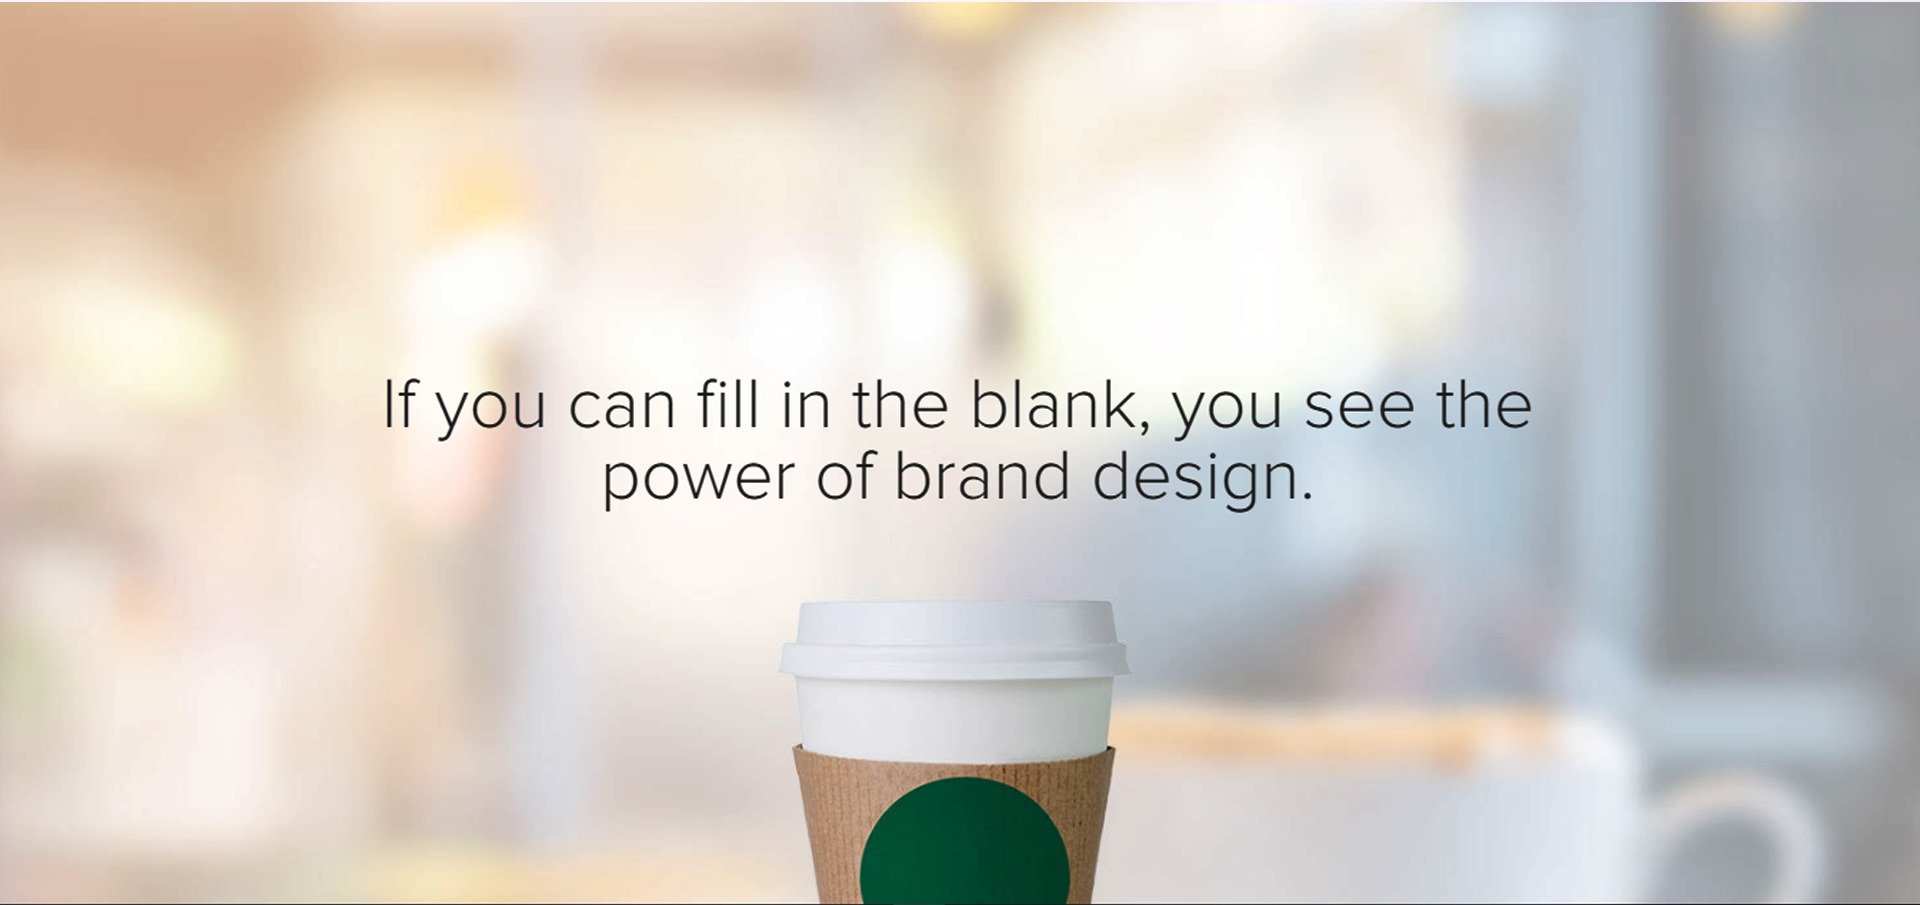 If you can fill in the blank, you see the
power of brand design.